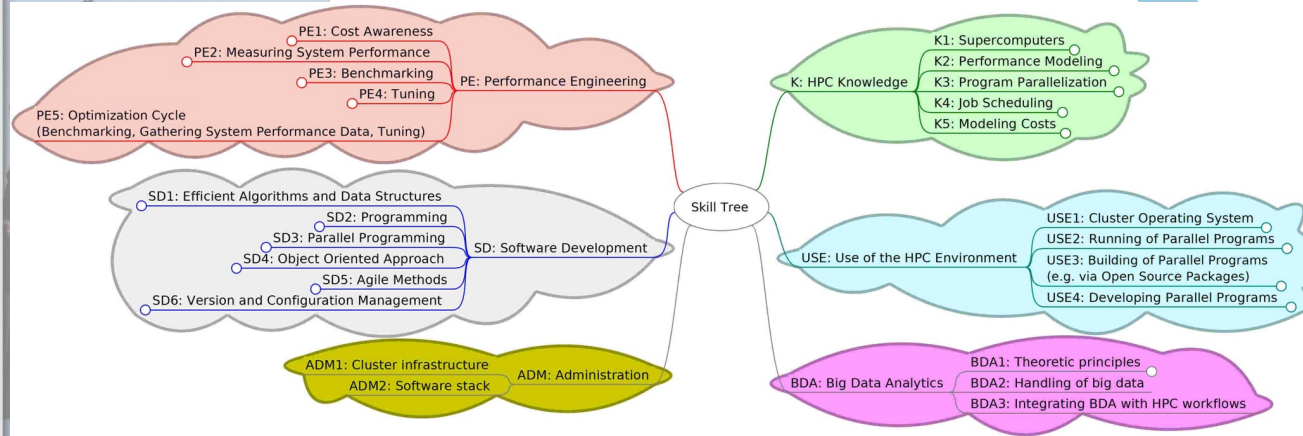 PE1: Cost Awareness
PE2: Measuring System Performance
PE3: Benchmarking
PE4: Tuning
PE5: Optimization Cycle
(Benchmarking, Gathering System Performance Data, Tuning)
PE: Performance Engineering
SD1: Efficient Algorithms and Data Structures
SD2: Programming
SD3: Parallel Programming
SD4: Object Oriented Approach
SD5: Agile Methods
SD6: Version and Configuration Management
SD: Software Development
ADM1: Cluster infrastructure
ADM2: Software stack
ADM: Administration
Skill Tree
K: HPC Knowledge
K1: Supercomputers
K2: Performance Modeling
K3: Program Parallelization
K4: Job Scheduling
K5: Modeling Costs
USE: Use of the HPC Environment
USE1: Cluster Operating System
USE2: Running of Parallel Programs
USE3: Building of Parallel Programs
(e.g. via Open Source Packages)
USE4: Developing Parallel Programs
BDA: Big Data Analytics
BDA1: Theoretic principles
BDA2: Handling of big data
BDA3: Integrating BDA with HPC workflows